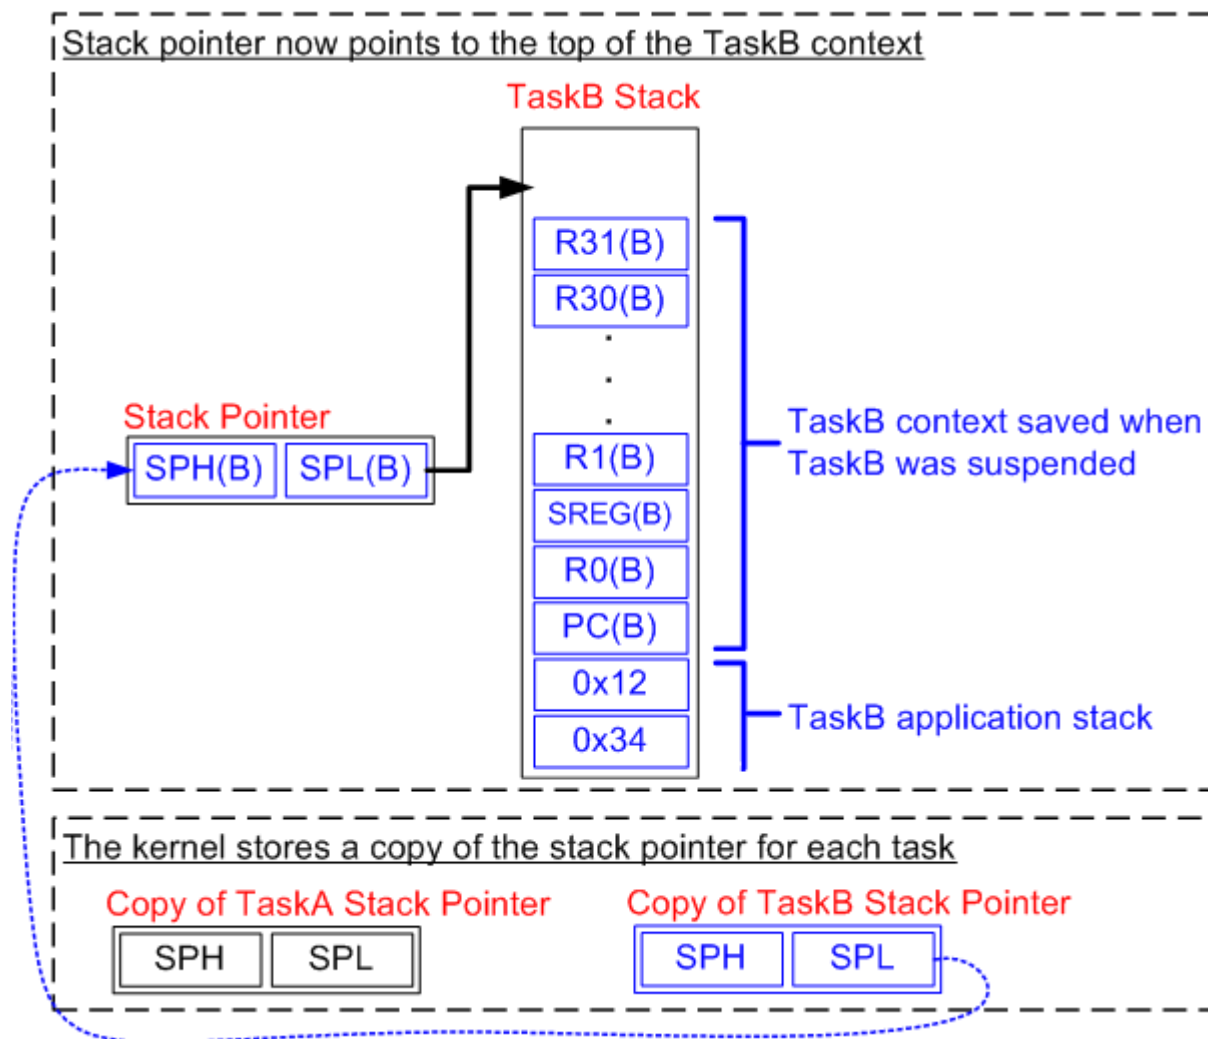 Stack pointer now points to the top of the TaskB context
TaskB Stack
R31(B)
R30(B)
.
.
.
Stack Pointer
SPH(B) SPL(B)
R1(B)
SREG(B)
R0(B)
PC(B)
0x12
0x34
TaskB context saved when
TaskB was suspended
TaskB application stack
The kernel stores a copy of the stack pointer for each task
Copy of TaskA Stack Pointer
SPH SPL
Copy of TaskB Stack Pointer
SPH SPL